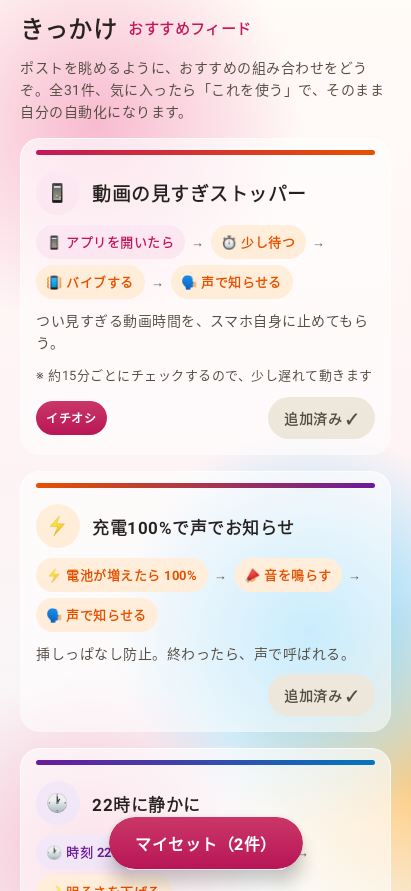 きっかけ おすすめフィード
ポストを眺めるように、おすすめの組み合わせをどう
ぞ。全31件、気に入ったら「これを使う」で、そのまま
自分の自動化になります。
動画の見すぎストッパー
アプリを開いたら → 少し待つ →
バイブする → 声で知らせる
つい見すぎる動画時間を、スマホ自身に止めてもら
う。
※ 約15分ごとにチェックするので、少し遅れて動きます
イチオシ 追加済み ✓
充電100%で声でお知らせ
電池が増えたら 100% → 音を鳴らす →
声で知らせる
挿しっぱなし防止。終わったら、声で呼ばれる。
追加済み ✓
22時に静かに
マイセット（2件）
時刻 22 →
明るさを下げる